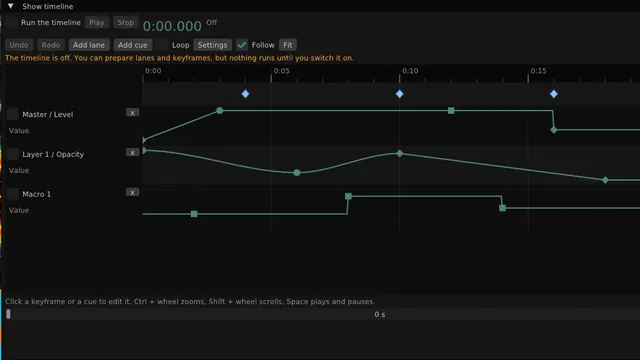 Show timeline
Run the timeline Play Stop 0:00.000 Off
Undo Redo Add lane Add cue Loop Settings Follow Fit
The timeline is off. You can prepare lanes and keyframes, but nothing runs until you switch it on.
0:00 0:05 0:10 0:15
Master / Level x
Value
Layer 1 / Opacity x
Value
Macro 1 x
Value
Click a keyframe or a cue to edit it. Ctrl + wheel zooms, Shift + wheel scrolls, Space plays and pauses.
0 s